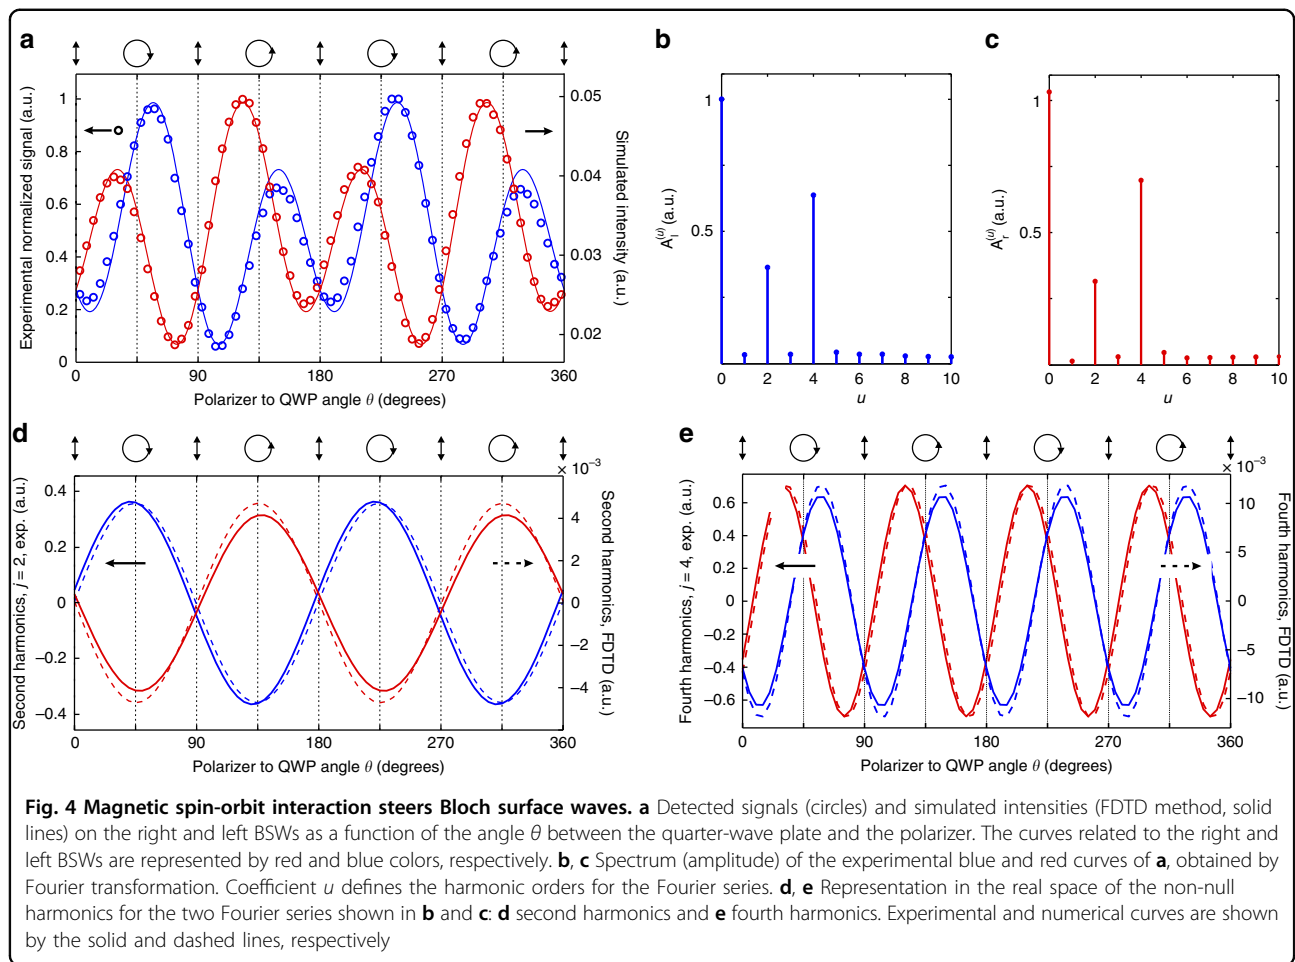 a
Experimental normalized signal (a.u.)
1
0.8
0.6
0.4
0.2
0
0.05
0.04
0.03
0.02
Simulated intensity (a.u.)
0 90 180 270 360
Polarizer to QWP angle θ (degrees)
b
A_l^(u) (a.u.)
1
0.5
0 2 4 6 8 10
u
c
A_r^(u) (a.u.)
1
0.5
0 2 4 6 8 10
u
d
Second harmonics, j = 2, exp. (a.u.)
0.4
0.2
0
−0.2
−0.4
× 10⁻³
4
2
0
−2
−4
Second harmonics, FDTD (a.u.)
0 90 180 270 360
Polarizer to QWP angle θ (degrees)
e
Fourth harmonics, j = 4, exp. (a.u.)
0.6
0.4
0.2
0
−0.2
−0.4
−0.6
× 10⁻³
10
5
0
−5
−10
Fourth harmonics, FDTD (a.u.)
0 90 180 270 360
Polarizer to QWP angle θ (degrees)
Fig. 4 Magnetic spin-orbit interaction steers Bloch surface waves. a Detected signals (circles) and simulated intensities (FDTD method, solid
lines) on the right and left BSWs as a function of the angle θ between the quarter-wave plate and the polarizer. The curves related to the right and
left BSWs are represented by red and blue colors, respectively. b, c Spectrum (amplitude) of the experimental blue and red curves of a, obtained by
Fourier transformation. Coefficient u defines the harmonic orders for the Fourier series. d, e Representation in the real space of the non-null
harmonics for the two Fourier series shown in b and c: d second harmonics and e fourth harmonics. Experimental and numerical curves are shown
by the solid and dashed lines, respectively